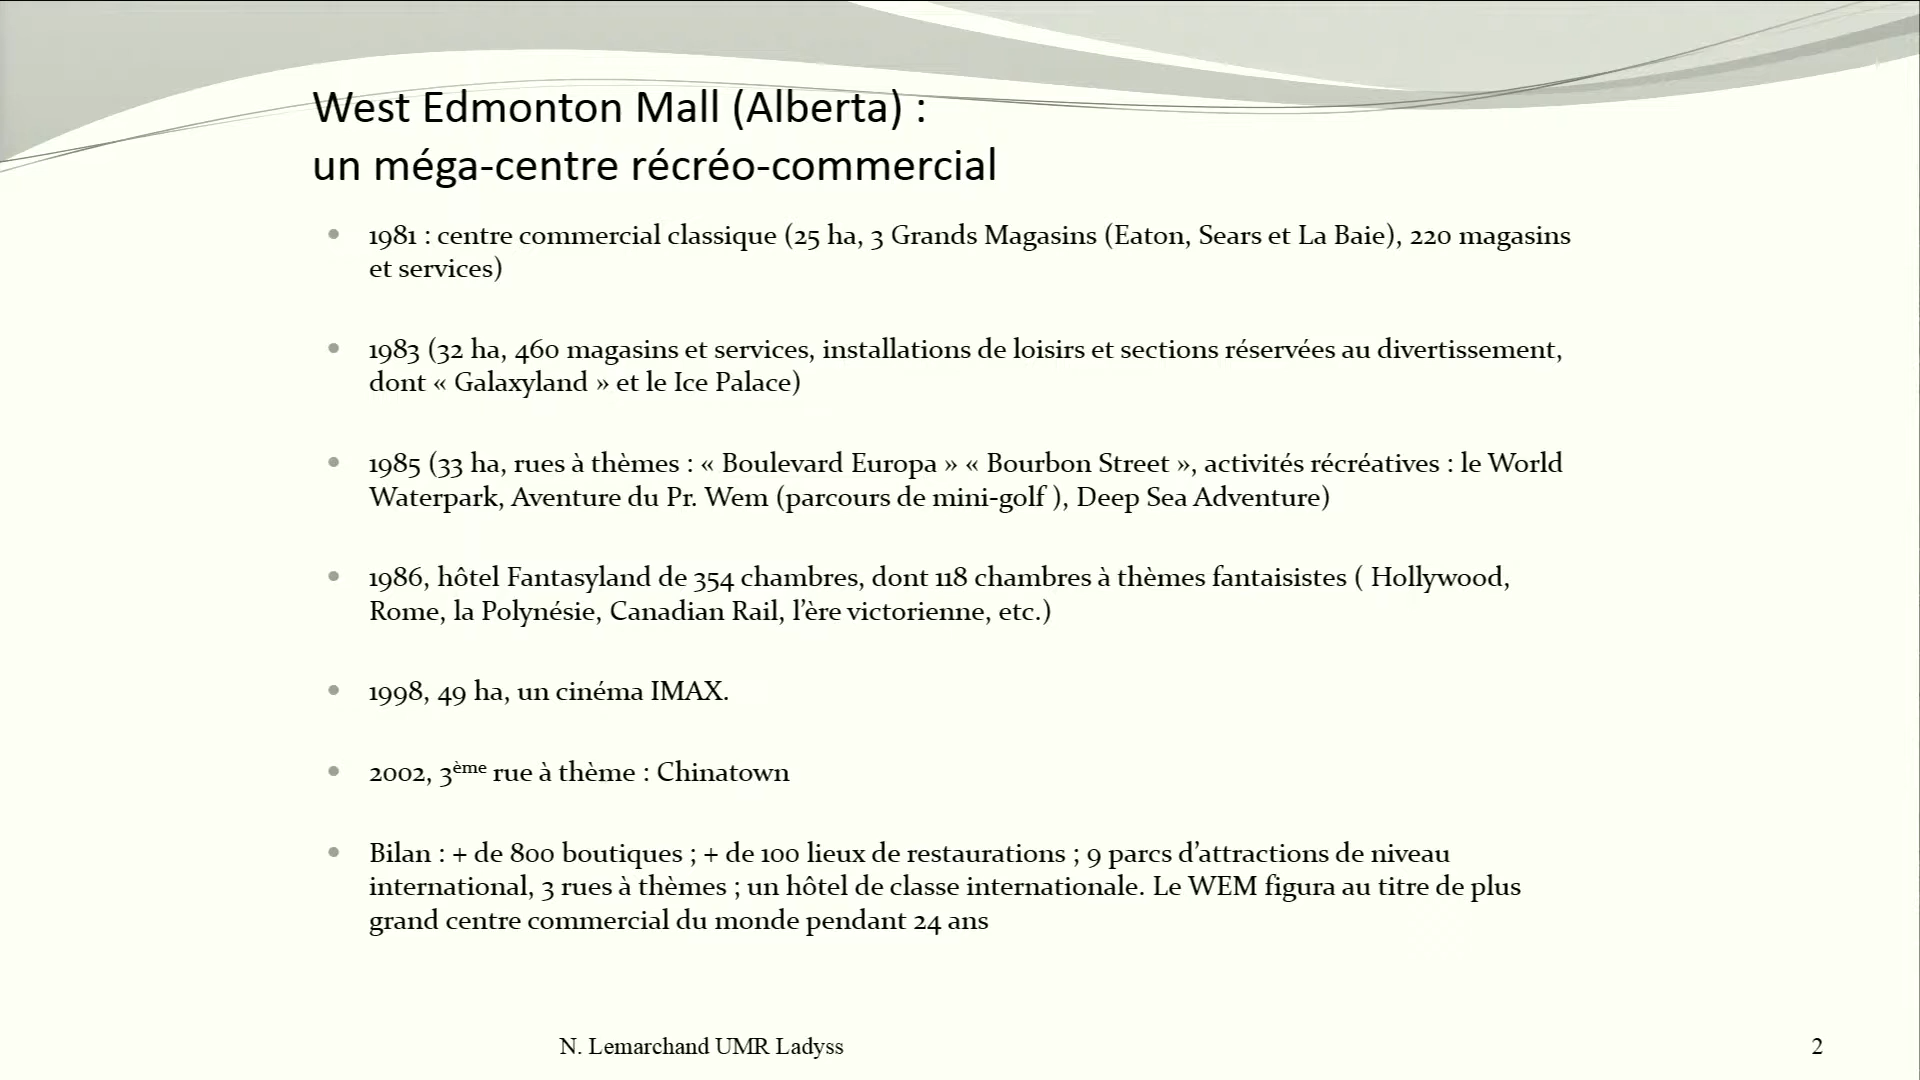 West Edmonton Mall (Alberta) :
un méga-centre récréo-commercial
• 1981 : centre commercial classique (25 ha, 3 Grands Magasins (Eaton, Sears et La Baie), 220 magasins
et services)
• 1983 (32 ha, 460 magasins et services, installations de loisirs et sections réservées au divertissement,
dont « Galaxyland » et le Ice Palace)
• 1985 (33 ha, rues à thèmes : « Boulevard Europa » « Bourbon Street », activités récréatives : le World
Waterpark, Aventure du Pr. Wem (parcours de mini-golf ), Deep Sea Adventure)
• 1986, hôtel Fantasyland de 354 chambres, dont 118 chambres à thèmes fantaisistes ( Hollywood,
Rome, la Polynésie, Canadian Rail, l’ère victorienne, etc.)
• 1998, 49 ha, un cinéma IMAX.
• 2002, 3ème rue à thème : Chinatown
• Bilan : + de 800 boutiques ; + de 100 lieux de restaurations ; 9 parcs d’attractions de niveau
international, 3 rues à thèmes ; un hôtel de classe internationale. Le WEM figura au titre de plus
grand centre commercial du monde pendant 24 ans
N. Lemarchand UMR Ladyss
2